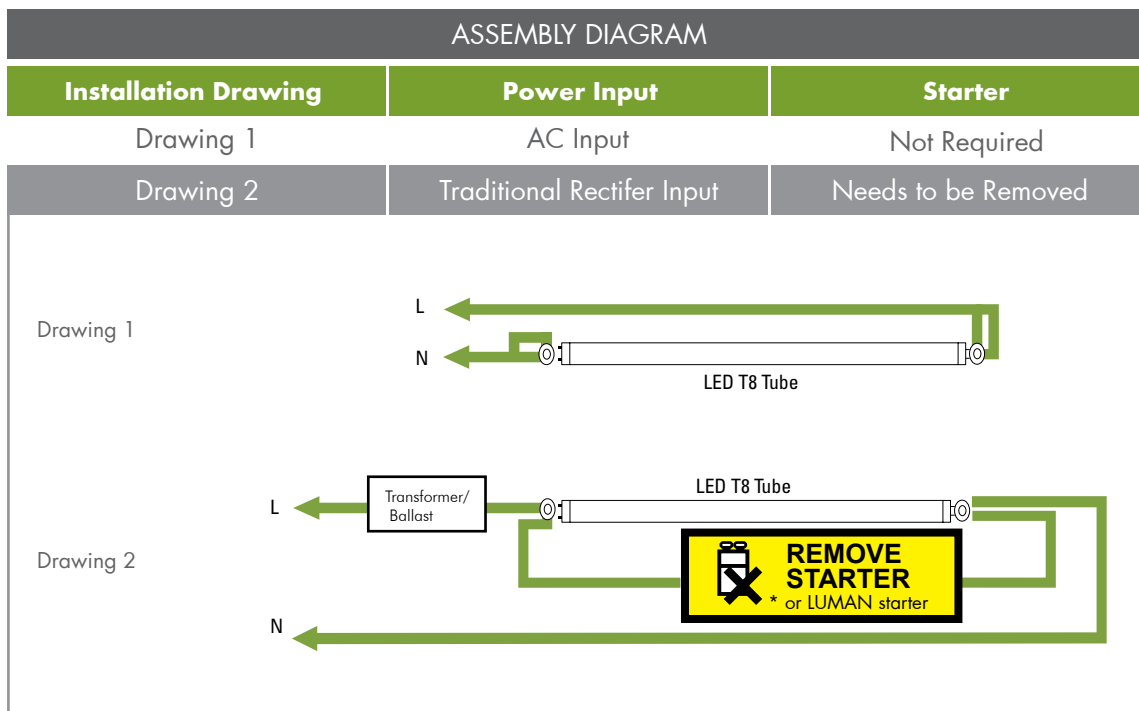 ASSEMBLY DIAGRAM
Installation Drawing Power Input Starter
Drawing 1 AC Input Not Required
Drawing 2 Traditional Rectifer Input Needs to be Removed
Drawing 1
L
N
LED T8 Tube
Drawing 2
L
Transformer/
Ballast
LED T8 Tube
REMOVE
STARTER
* or LUMAN starter
N